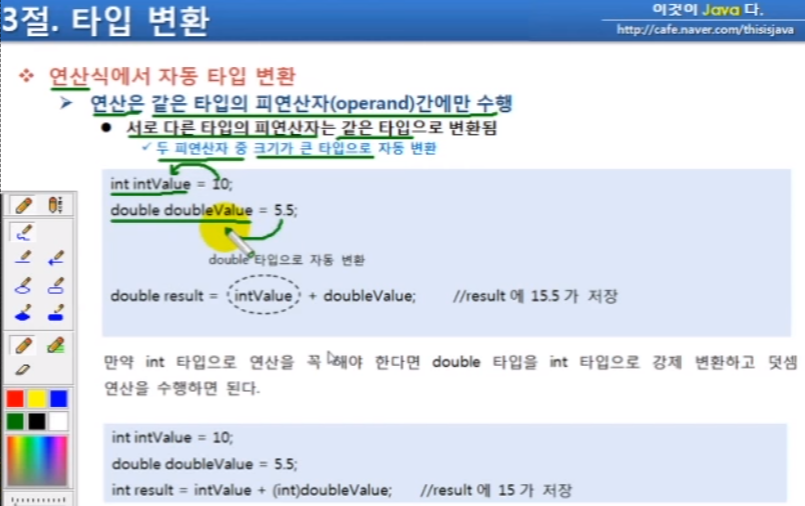 3절. 타입 변환
이것이 Java 다.
http://cafe.naver.com/thisisjava
연산식에서 자동 타입 변환
연산은 같은 타입의 피연산자(operand)간에만 수행
서로 다른 타입의 피연산자는 같은 타입으로 변환됨
두 피연산자 중 크기가 큰 타입으로 자동 변환
int intValue = 10;
double doubleValue = 5.5;
double 타입으로 자동 변환
double result = intValue + doubleValue; //result 에 15.5 가 저장
만약 int 타입으로 연산을 꼭 해야 한다면 double 타입을 int 타입으로 강제 변환하고 덧셈
연산을 수행하면 된다.
int intValue = 10;
double doubleValue = 5.5;
int result = intValue + (int)doubleValue; //result 에 15 가 저장